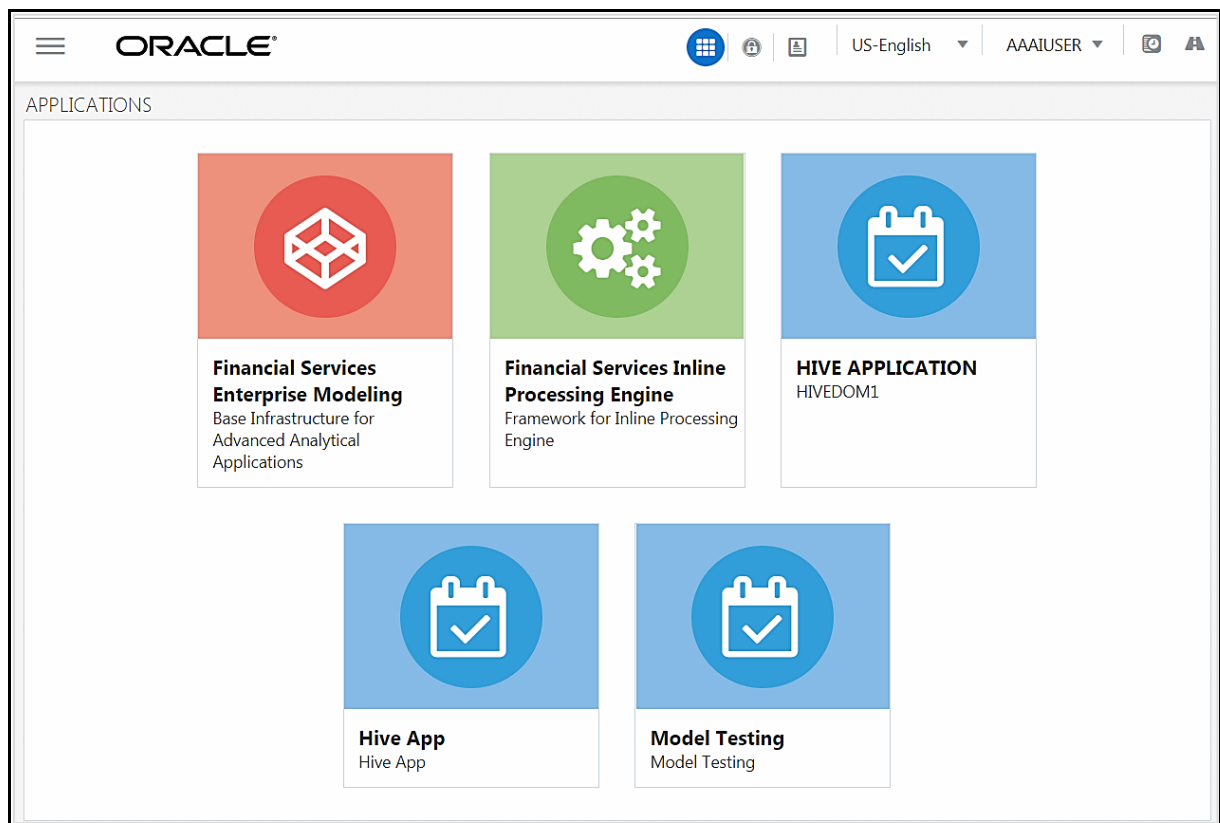 ORACLE®
US-English
AAAIUSER
APPLICATIONS
Financial Services
Enterprise Modeling
Base Infrastructure for
Advanced Analytical
Applications
Financial Services Inline
Processing Engine
Framework for Inline Processing
Engine
HIVE APPLICATION
HIVEDOM1
Hive App
Hive App
Model Testing
Model Testing